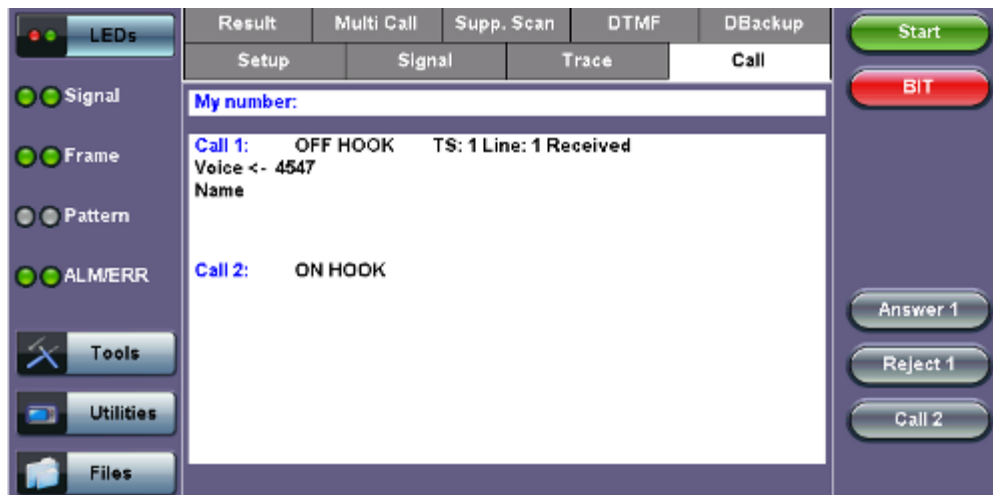 LEDs
Signal
Frame
Pattern
ALM/ERR
Tools
Utilities
Files
Result Multi Call Supp. Scan DTMF DBackup
Setup Signal Trace Call
My number:
Call 1: OFF HOOK TS: 1 Line: 1 Received
Voice <- 4547
Name
Call 2: ON HOOK
Start
BIT
Answer 1
Reject 1
Call 2